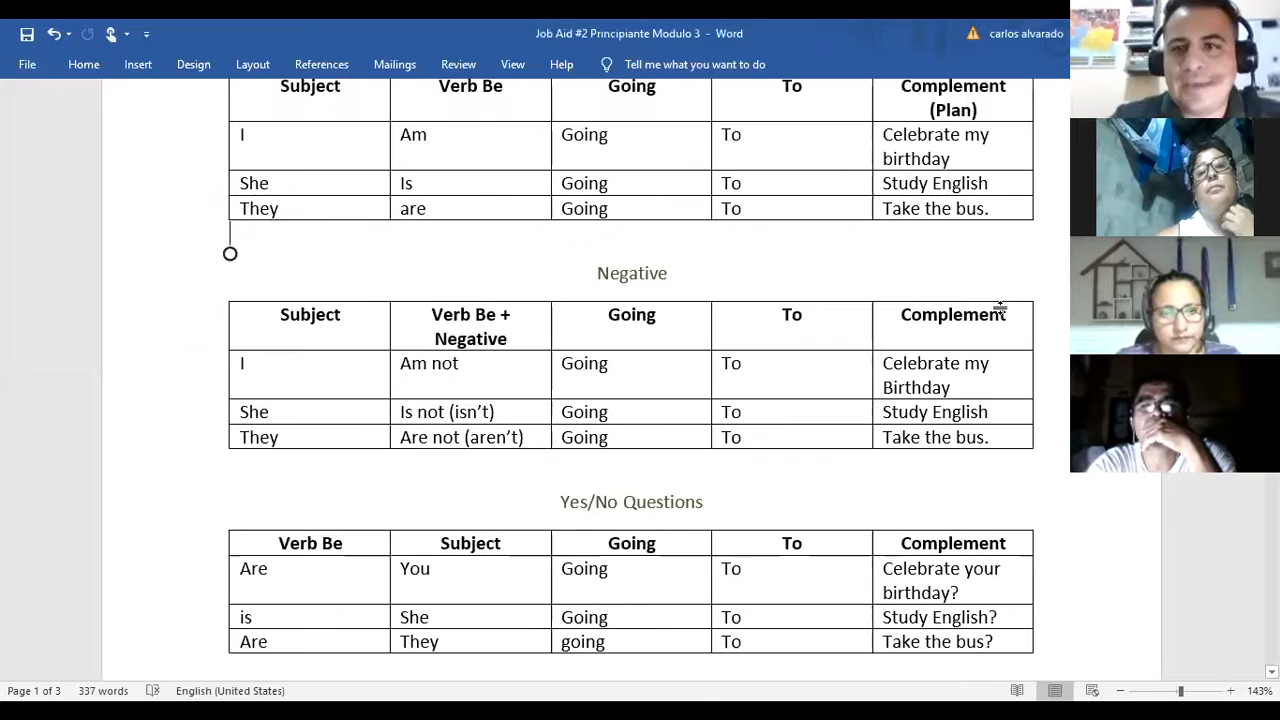 Job Aid #2 Principiante Modulo 3 - Word
carlos alvarado
File Home Insert Design Layout References Mailings Review View Help Tell me what you want to do
Subject Verb Be Going To Complement
(Plan)
I Am Going To Celebrate my
birthday
She Is Going To Study English
They are Going To Take the bus.
Negative
Subject Verb Be + Going To Complement
Negative
I Am not Going To Celebrate my
Birthday
She Is not (isn't) Going To Study English
They Are not (aren't) Going To Take the bus.
Yes/No Questions
Verb Be Subject Going To Complement
Are You Going To Celebrate your
birthday?
is She Going To Study English?
Are They going To Take the bus?
Page 1 of 3 337 words English (United States) 143%